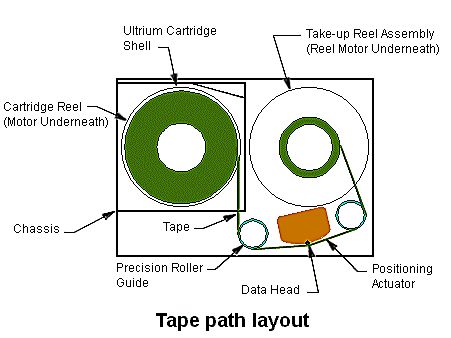 Ultrium Cartridge
Shell
Take-up Reel Assembly
(Reel Motor Underneath)
Cartridge Reel
(Motor Underneath)
Chassis
Tape
Precision Roller
Guide
Data Head
Positioning
Actuator
Tape path layout